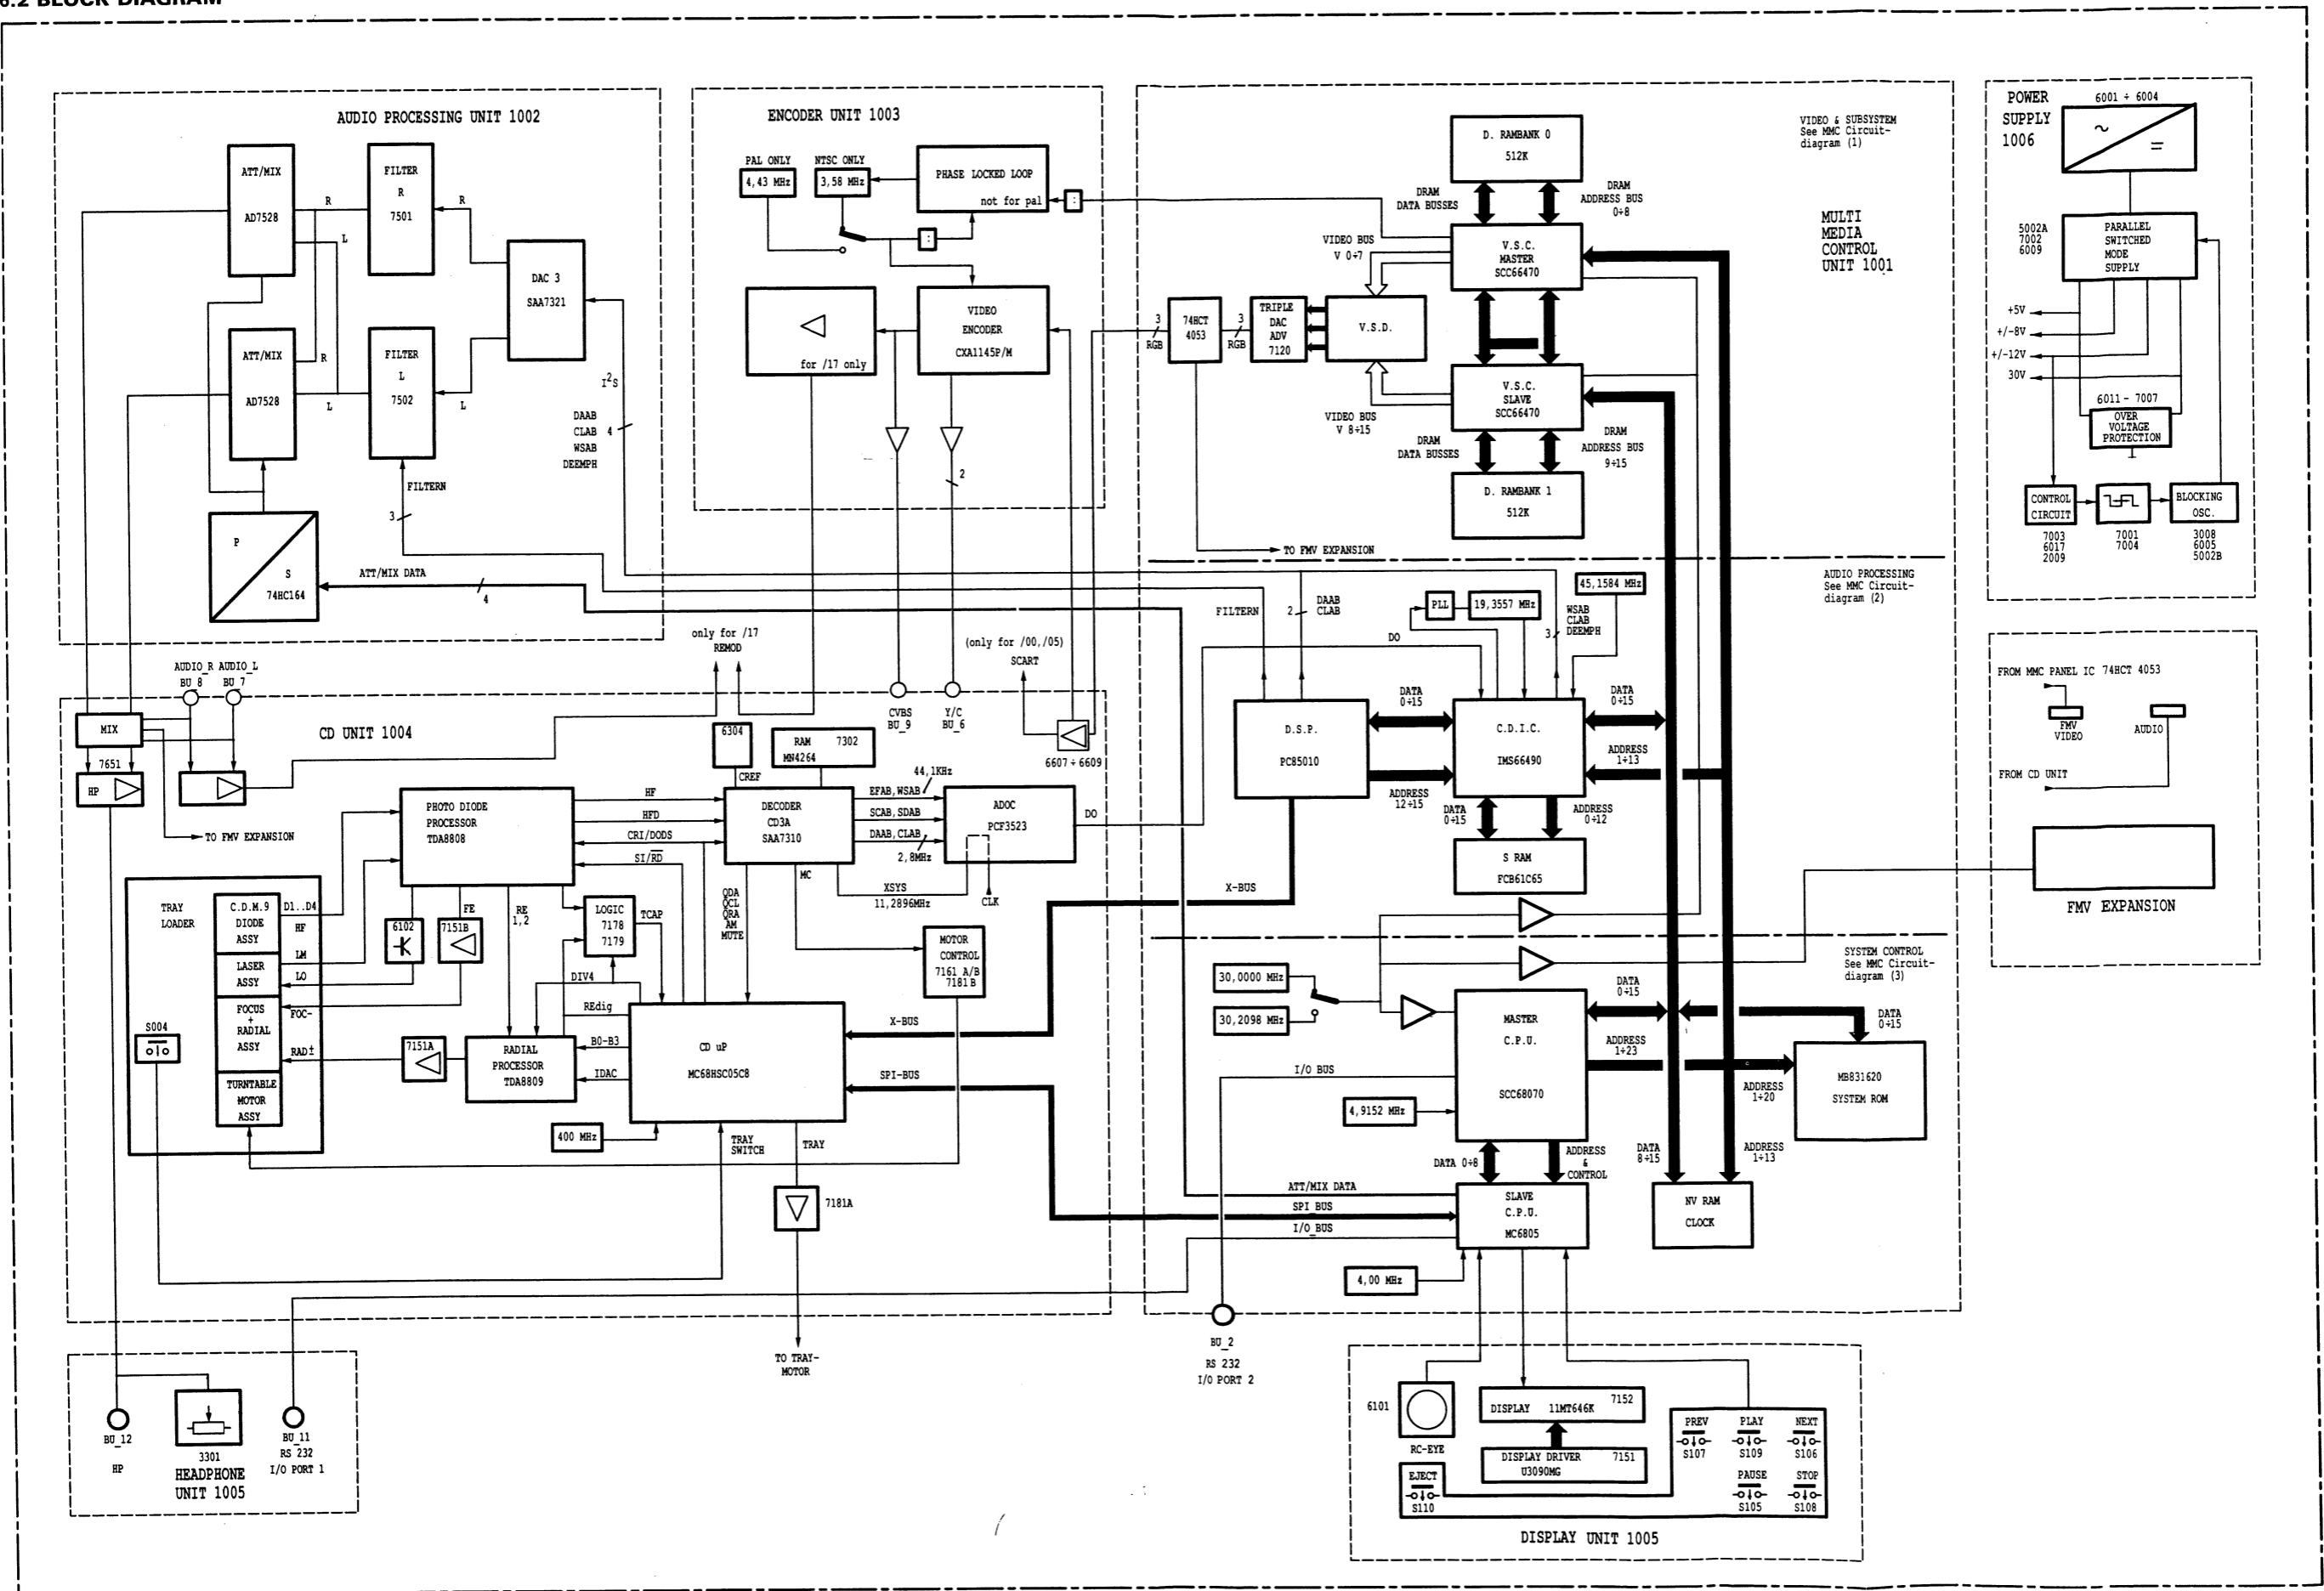 6.2 BLOCK DIAGRAM
AUDIO PROCESSING UNIT 1002
ATT/MIX
AD7528
FILTER
R
7501
R
R
L
DAC 3
SAA7321
ATT/MIX
AD7528
FILTER
L
7502
R
L
L
I²S
DAAB
CLAB 4
WSAB
DEEMPH
FILTERN
3
P
S
74HC164
ATT/MIX DATA
4
ENCODER UNIT 1003
PAL ONLY
4,43 MHz
NTSC ONLY
3,58 MHz
PHASE LOCKED LOOP
not for pal
:
:
for /17 only
VIDEO
ENCODER
CXA1145P/M
2
only for /17
REMOD
(only for /00,/05)
SCART
CVBS
BU_9
Y/C
BU_6
6607 ÷ 6609
VIDEO & SUBSYSTEM
See MMC Circuit-
diagram (1)
MULTI
MEDIA
CONTROL
UNIT 1001
D. RAMBANK 0
512K
DRAM
DATA BUSSES
DRAM
ADDRESS BUS
0÷8
VIDEO BUS
V 0÷7
V.S.C.
MASTER
SCC66470
3
RGB
74HCT
4053
3
RGB
TRIPLE
DAC
ADV
7120
V.S.D.
V.S.C.
SLAVE
SCC66470
VIDEO BUS
V 8÷15
DRAM
DATA BUSSES
DRAM
ADDRESS BUS
9÷15
D. RAMBANK 1
512K
TO FMV EXPANSION
AUDIO PROCESSING
See MMC Circuit-
diagram (2)
45,1584 MHz
FILTERN
2
DAAB
CLAB
PLL
19,3557 MHz
DO
3
WSAB
CLAB
DEEMPH
D.S.P.
PC85010
DATA
0÷15
C.D.I.C.
IMS66490
DATA
0÷15
ADDRESS
1÷13
ADDRESS
12÷15
DATA
0÷15
ADDRESS
0÷12
S RAM
FCB61C65
X-BUS
SYSTEM CONTROL
See MMC Circuit-
diagram (3)
30,0000 MHz
30,2098 MHz
MASTER
C.P.U.
SCC68070
DATA
0÷15
ADDRESS
1÷23
DATA
0÷15
MB831620
SYSTEM ROM
ADDRESS
1÷20
I/O BUS
4,9152 MHz
DATA 0÷8
ADDRESS
&
CONTROL
DATA
8÷15
ADDRESS
1÷13
ATT/MIX DATA
SPI BUS
I/O_BUS
SLAVE
C.P.U.
MC6805
NV RAM
CLOCK
4,00 MHz
BU_2
RS 232
I/O PORT 2
POWER
SUPPLY
1006
6001 ÷ 6004
~
=
5002A
7002
6009
PARALLEL
SWITCHED
MODE
SUPPLY
+5V
+/-8V
+/-12V
30V
6011 - 7007
OVER
VOLTAGE
PROTECTION
CONTROL
CIRCUIT
BLOCKING
OSC.
7003
6017
2009
7001
7004
3008
6005
5002B
FROM MMC PANEL IC 74HCT 4053
FMV
VIDEO
AUDIO
FROM CD UNIT
FMV EXPANSION
AUDIO_R AUDIO_L
BU_8 BU_7
CD UNIT 1004
MIX
7651
HP
TO FMV EXPANSION
6304
CREF
RAM 7302
MN4264
PHOTO DIODE
PROCESSOR
TDA8808
HF
HFD
CRI/DODS
SI/RD
DECODER
CD3A
SAA7310
44,1KHz
EFAB,WSAB
SCAB,SDAB
DAAB,CLAB
2,8MHz
ADOC
PCF3523
DO
MC
XSYS
11,2896MHz
CLK
TRAY
LOADER
C.D.M.9
DIODE
ASSY
D1..D4
HF
LASER
ASSY
LM
LO
FOCUS
+
RADIAL
ASSY
FOC-
RAD±
TURNTABLE
MOTOR
ASSY
S004
6102
FE
7151B
RE
1,2
LOGIC
7178
7179
TCAP
DIV4
REdig
QDA
QCL
QRA
AM
MUTE
MOTOR
CONTROL
7161 A/B
7181 B
7151A
RADIAL
PROCESSOR
TDA8809
B0-B3
IDAC
CD uP
MC68HSC05C8
X-BUS
SPI-BUS
400 MHz
TRAY
SWITCH
TRAY
7181A
TO TRAY-
MOTOR
BU_12
HP
3301
HEADPHONE
UNIT 1005
BU_11
RS 232
I/O PORT 1
6101
RC-EYE
DISPLAY 11MT646K 7152
DISPLAY DRIVER 7151
U3090MG
EJECT
S110
PREV
S107
PLAY
S109
NEXT
S106
PAUSE
S105
STOP
S108
DISPLAY UNIT 1005